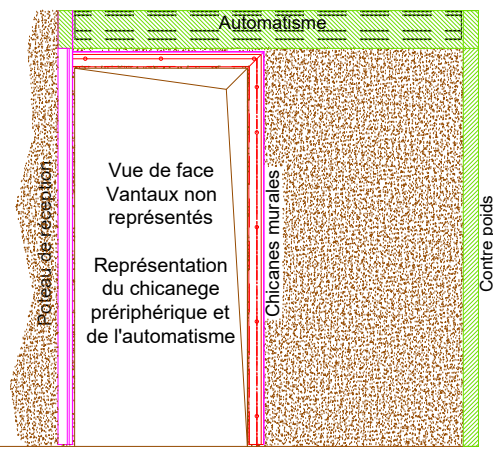 Automatisme
Poteau de réception
Vue de face
Vantaux non
représentés
Représentation
du chicanege
prériphérique et
de l'automatisme
Chicanes murales
Contre poids